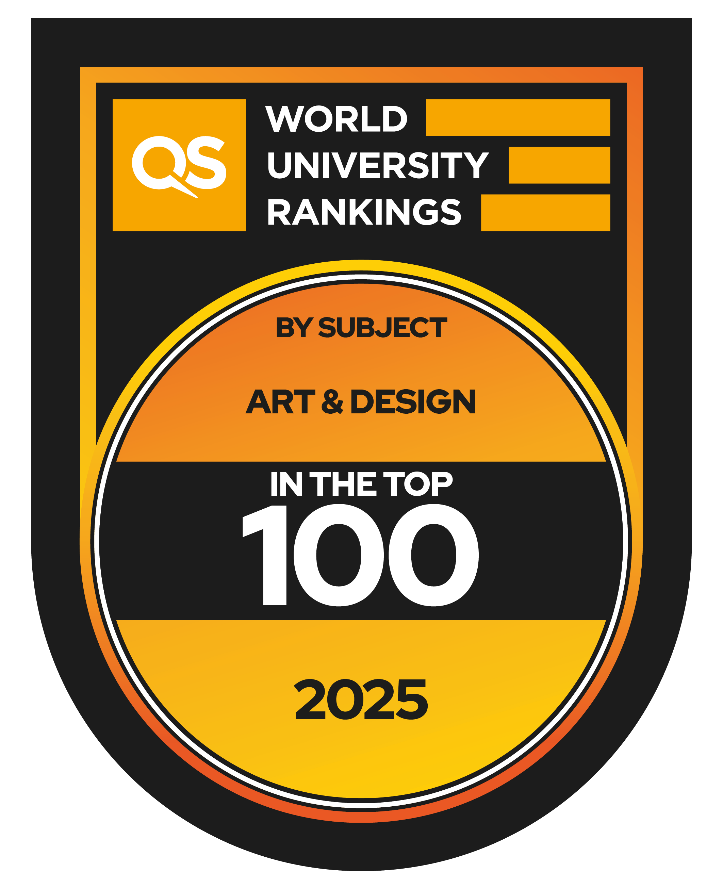 QS
WORLD
UNIVERSITY
RANKINGS
BY SUBJECT
ART & DESIGN
IN THE TOP
100
2025